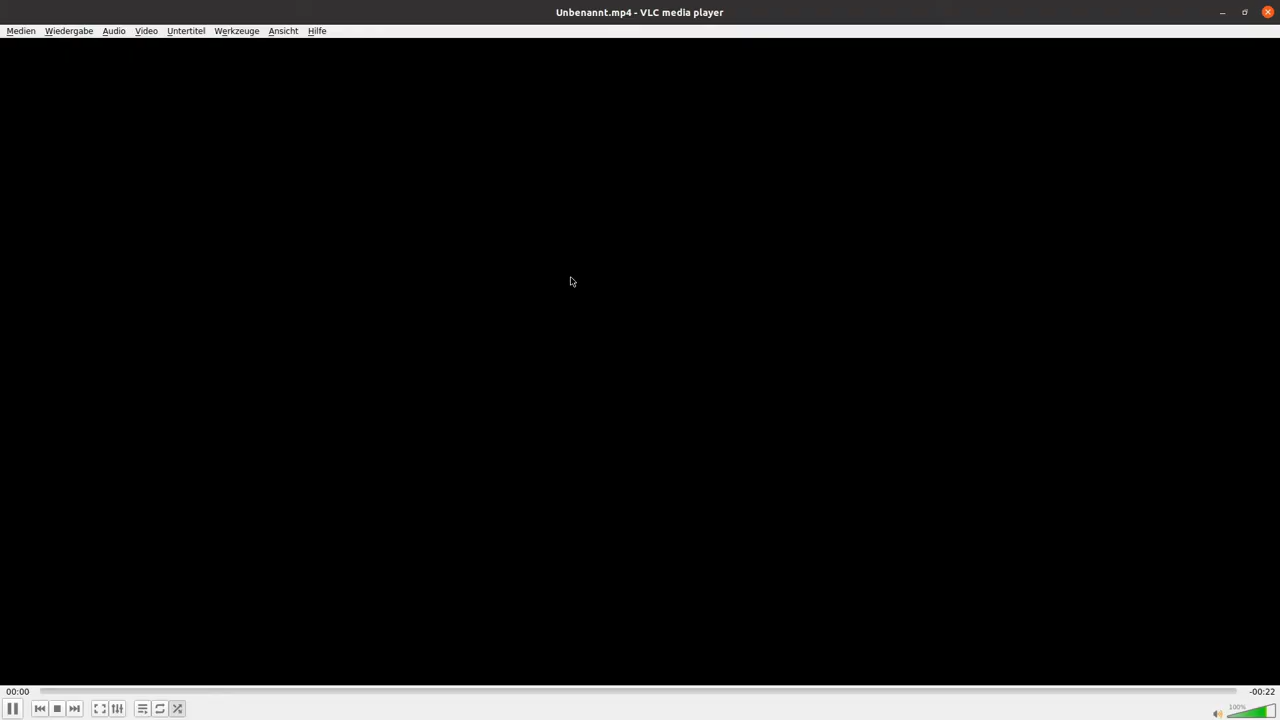 Unbenannt.mp4 - VLC media player
Medien Wiedergabe Audio Video Untertitel Werkzeuge Ansicht Hilfe
00:00 -00:22
100%